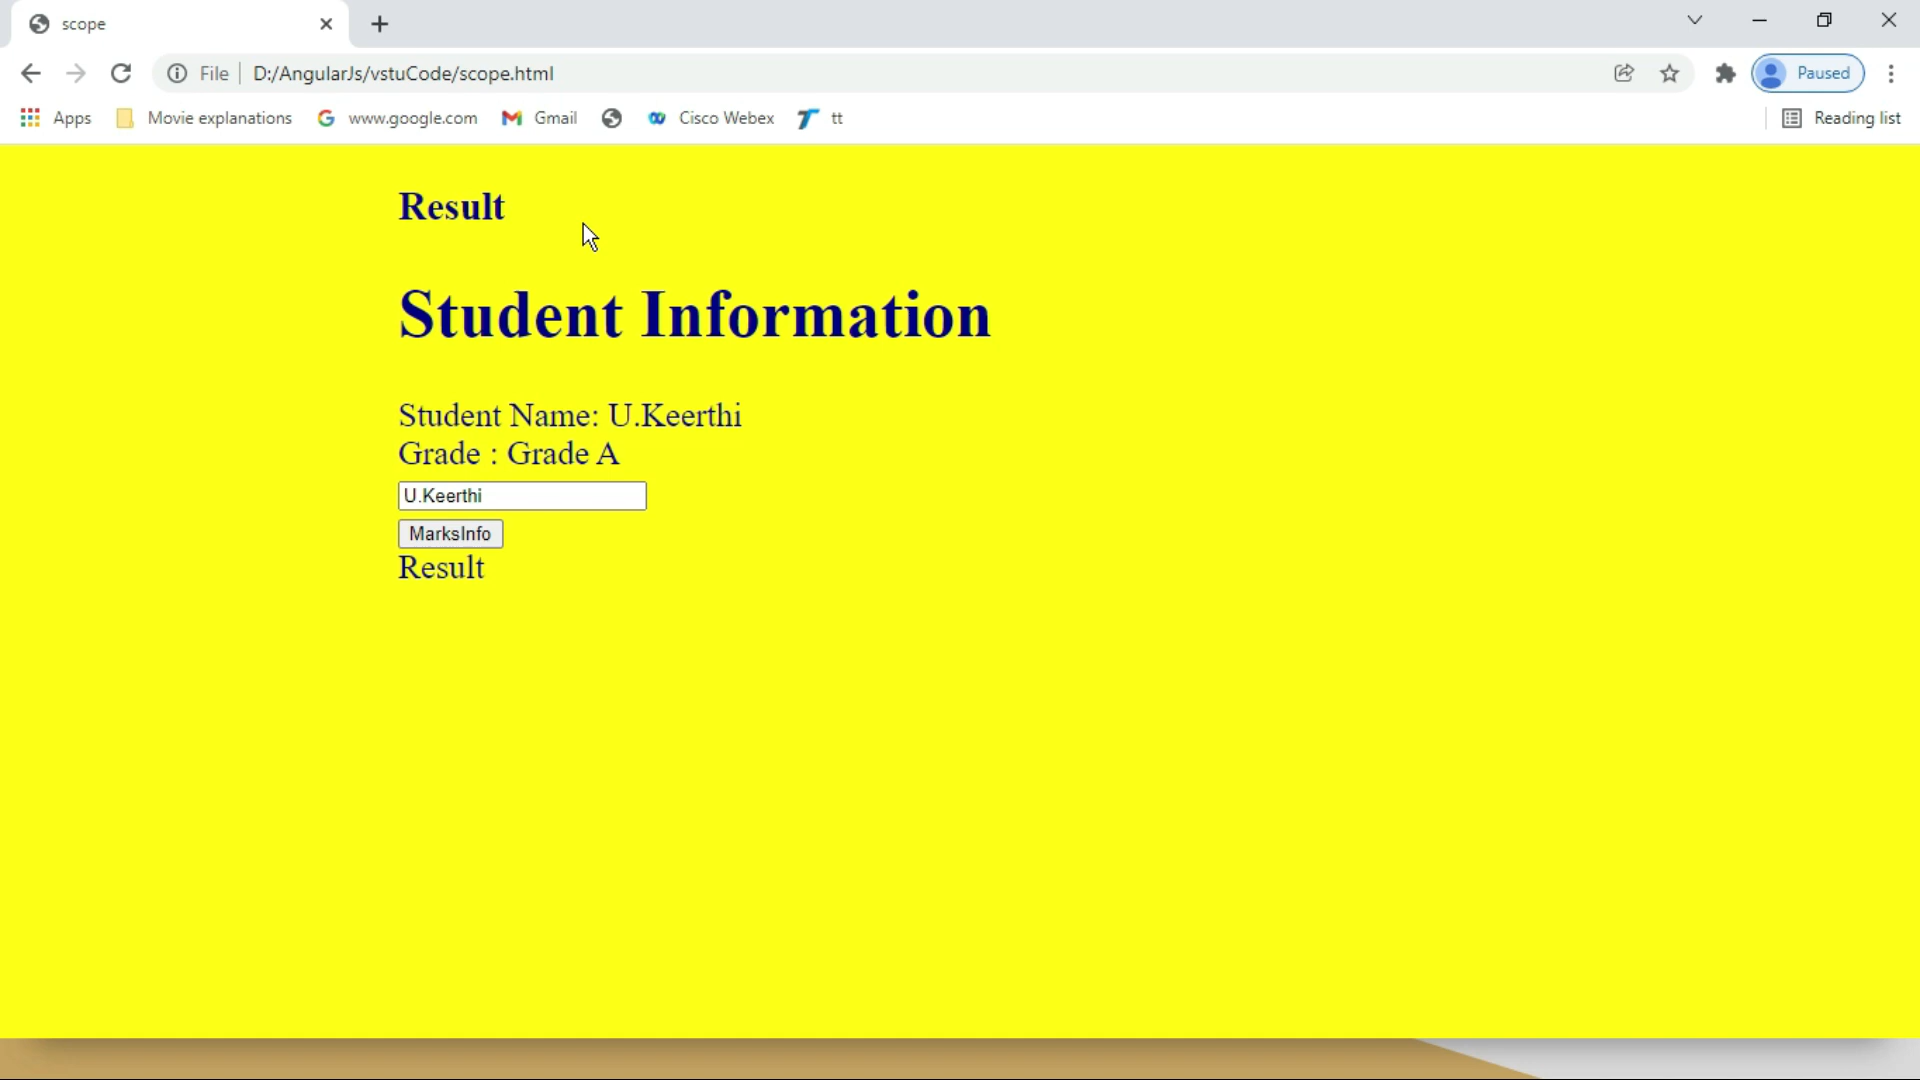 scope
File D:/AngularJs/vstuCode/scope.html Paused
Apps Movie explanations www.google.com Gmail Cisco Webex tt Reading list
Result
Student Information
Student Name: U.Keerthi
Grade : Grade A
U.Keerthi
MarksInfo
Result